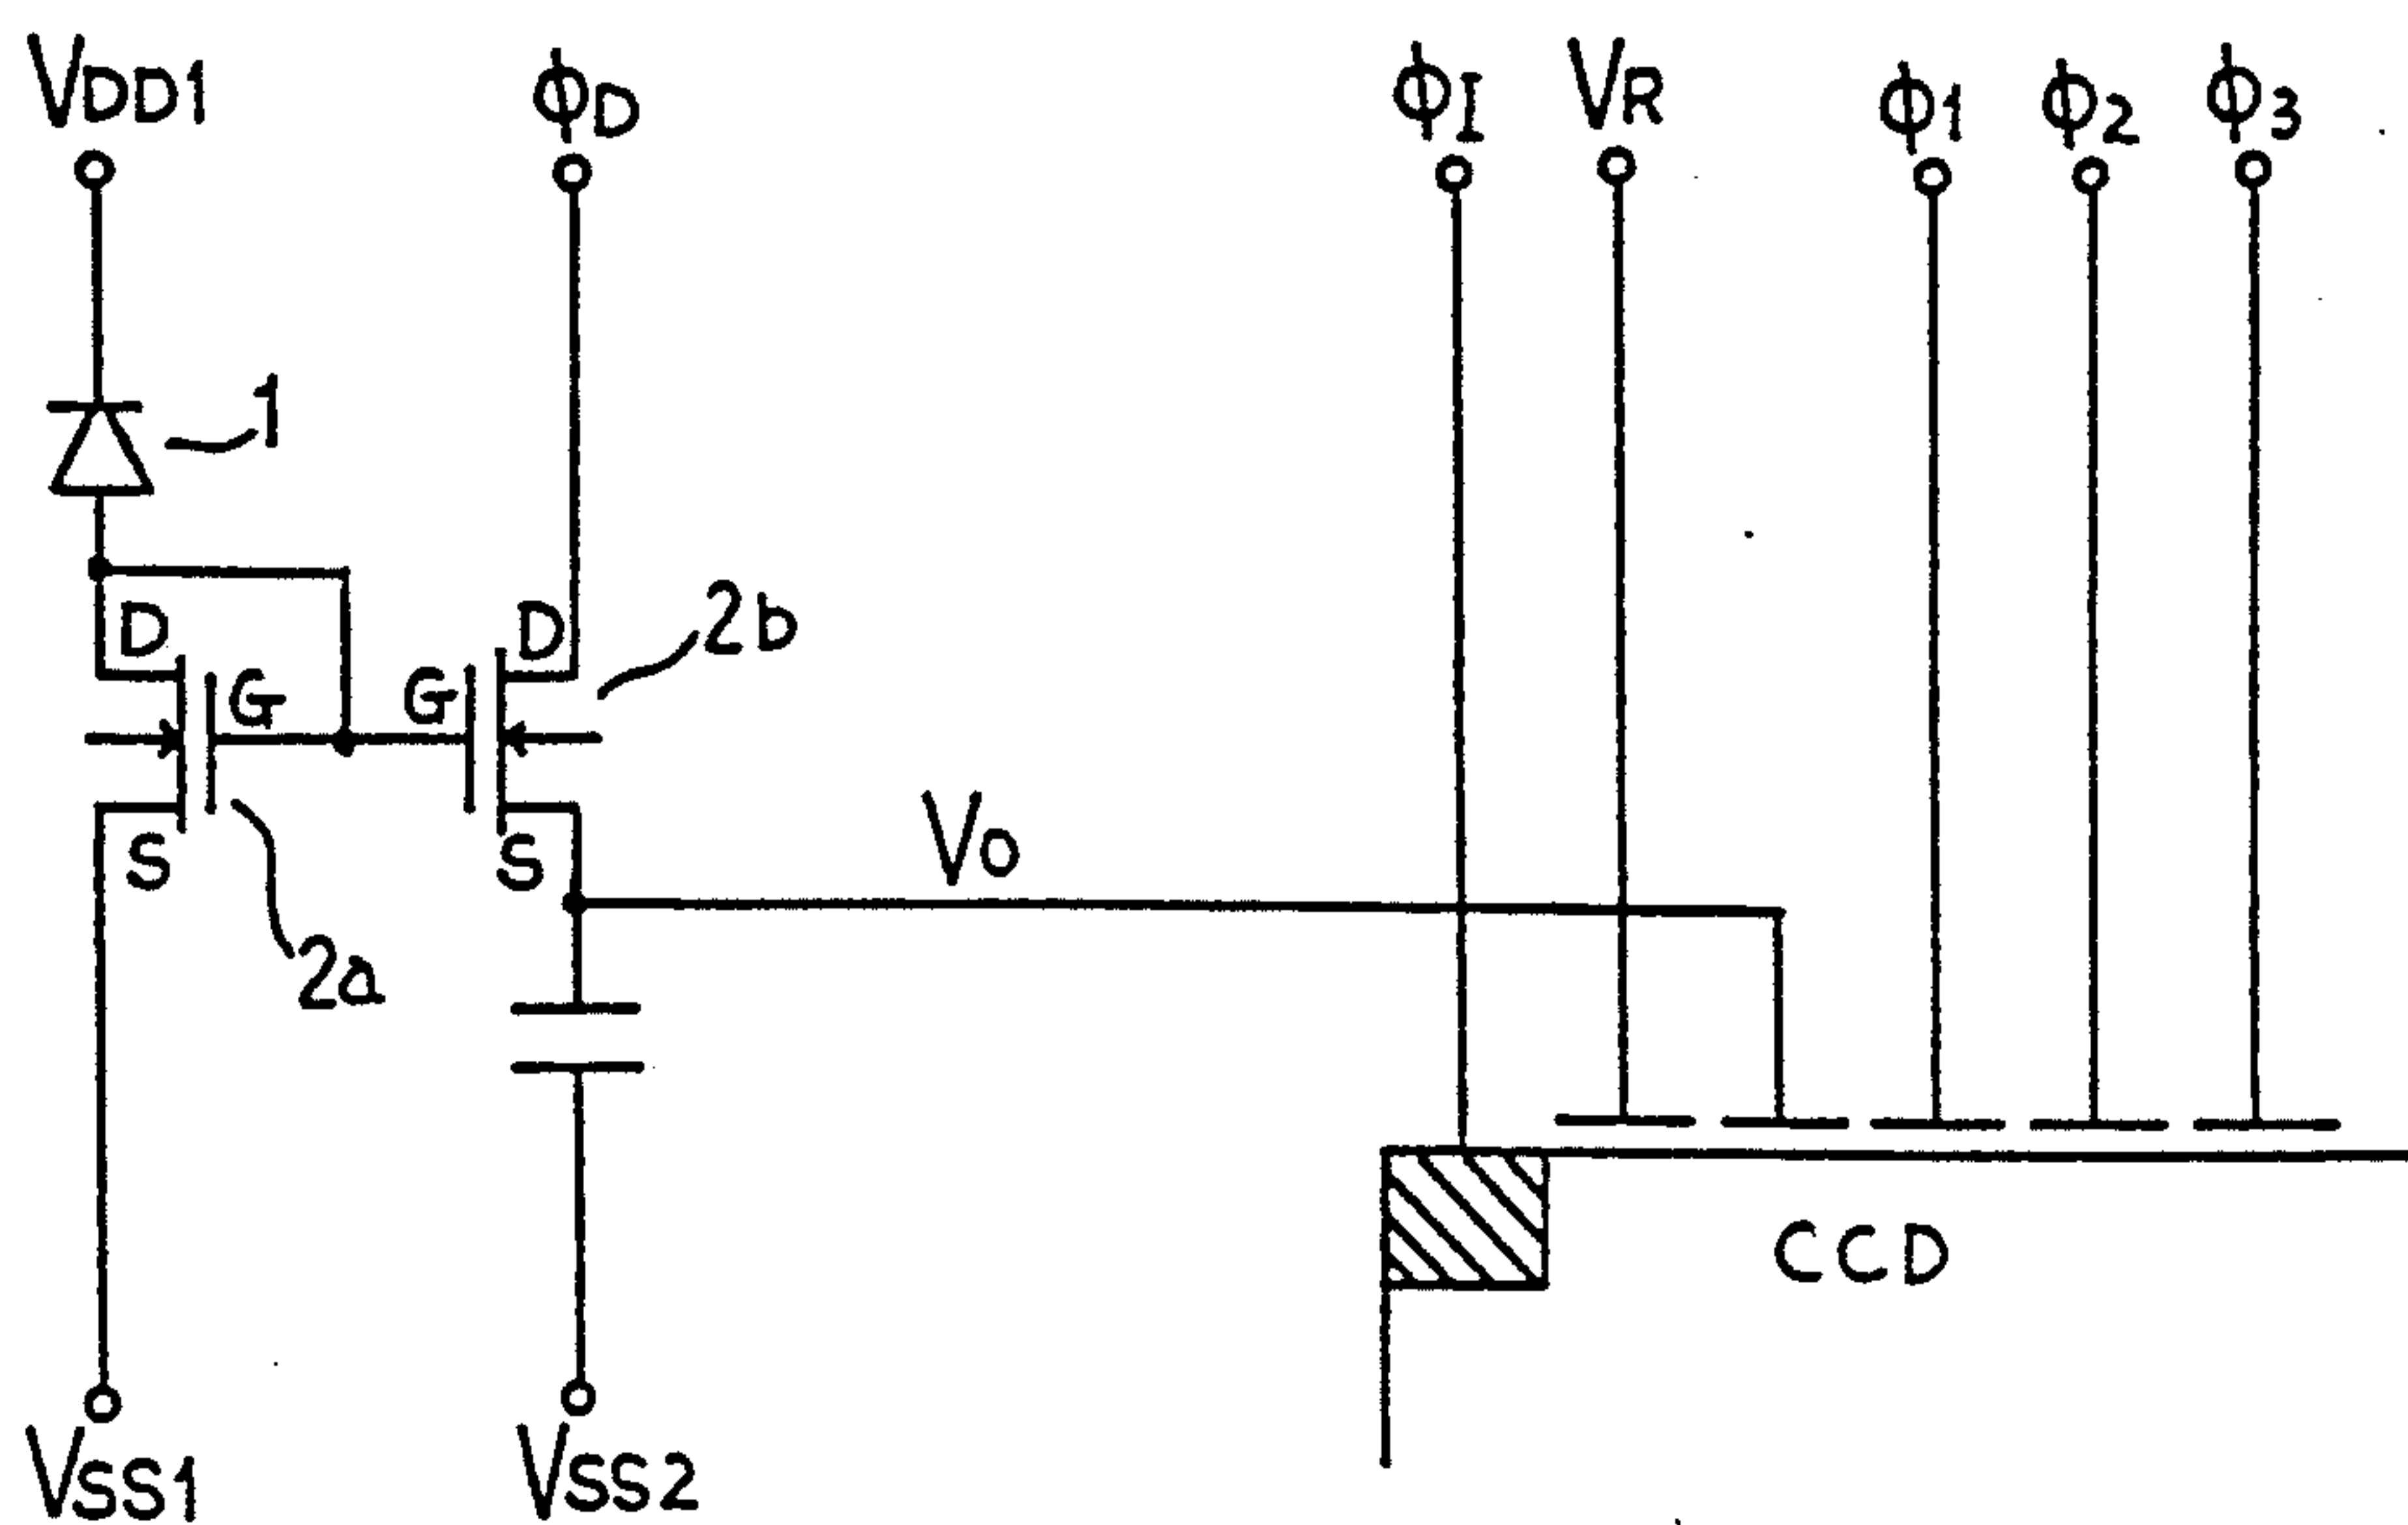 VDD1 ϕD ϕI VR ϕ1 ϕ2 ϕ3
1
D D 2b
G G
S S VO
2a
CCD
VSS1 VSS2